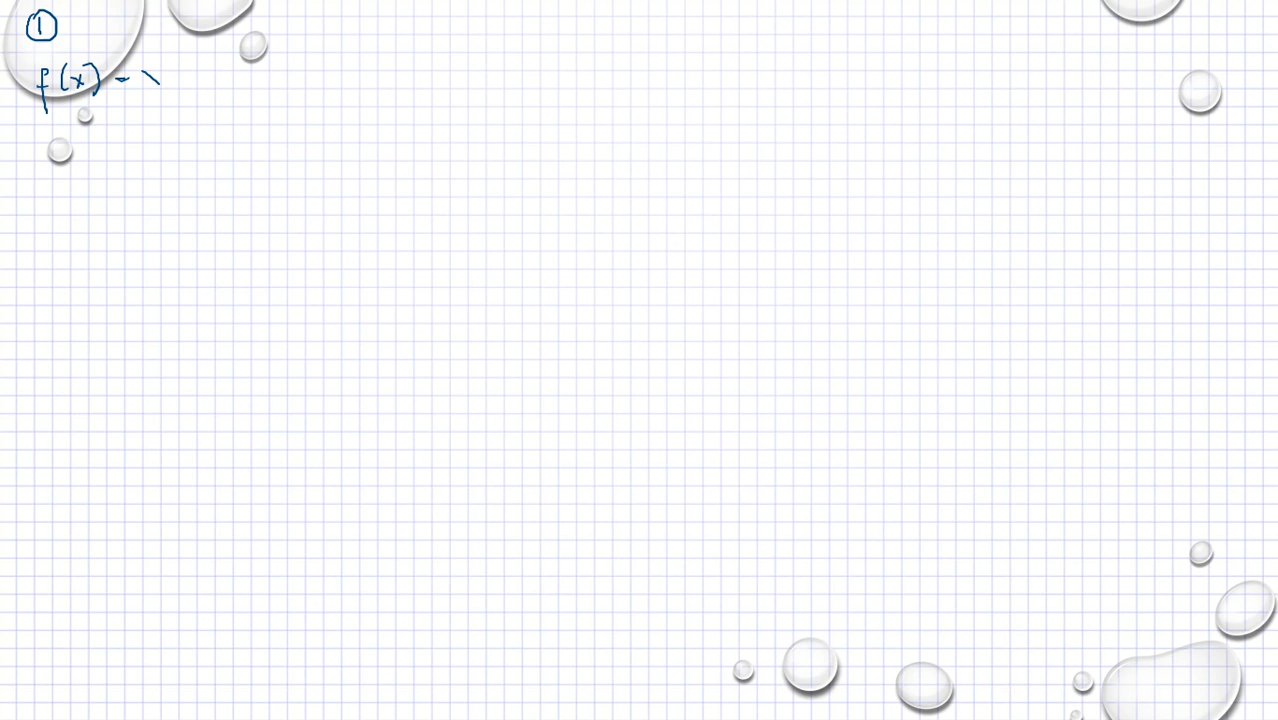 ①
f(x) =